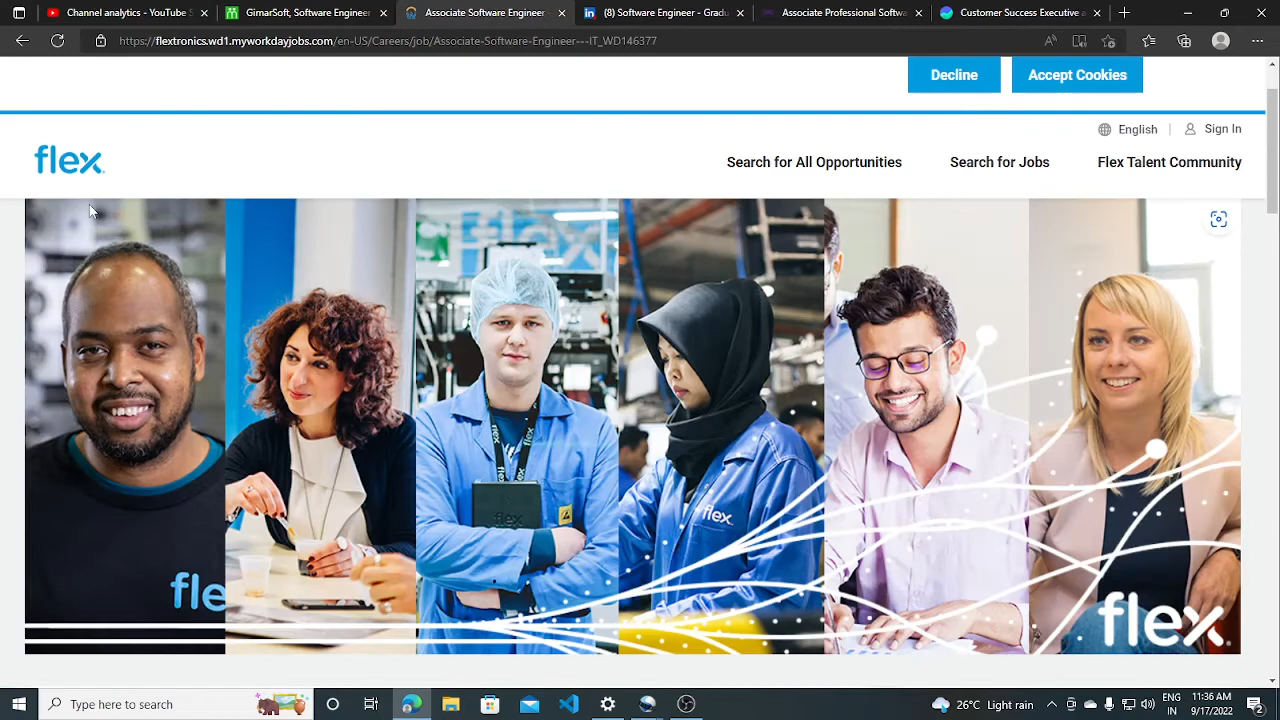 Channel analytics - YouTube S
GimarSoft, Software Engineer
Associate Software Engineer -
(8) Software Engineer - Gradu
Associate Professional Software
Customer Success Executive a
https://flextronics.wd1.myworkdayjobs.com/en-US/Careers/job/Associate-Software-Engineer---IT_WD146377
Decline
Accept Cookies
English
Sign In
flex.
Search for All Opportunities
Search for Jobs
Flex Talent Community
flex
flex.
fle
flex.
Type here to search
26°C Light rain
ENG
IN
11:36 AM
9/17/2022
2